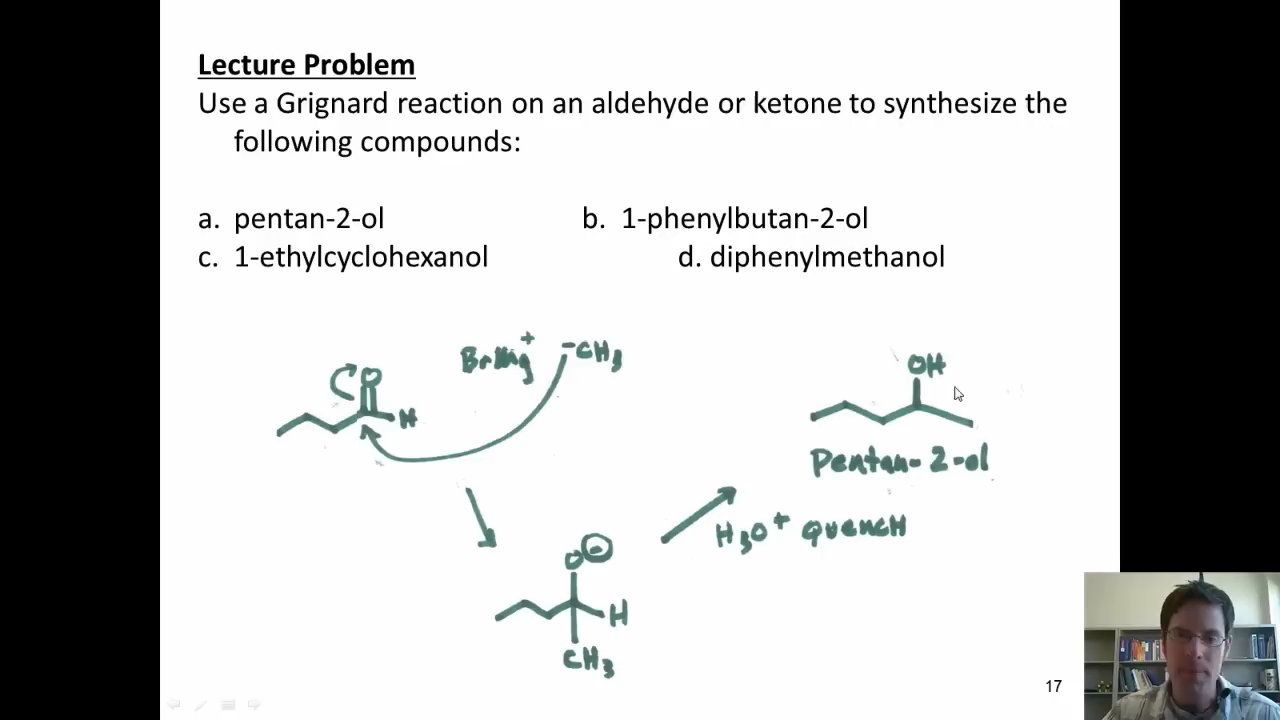 Lecture Problem
Use a Grignard reaction on an aldehyde or ketone to synthesize the
following compounds:
a. pentan-2-ol b. 1-phenylbutan-2-ol
c. 1-ethylcyclohexanol d. diphenylmethanol
BrMg+ -CH3
O
H
OH
Pentan-2-ol
H3O+ quencH
O-
H
CH3
17